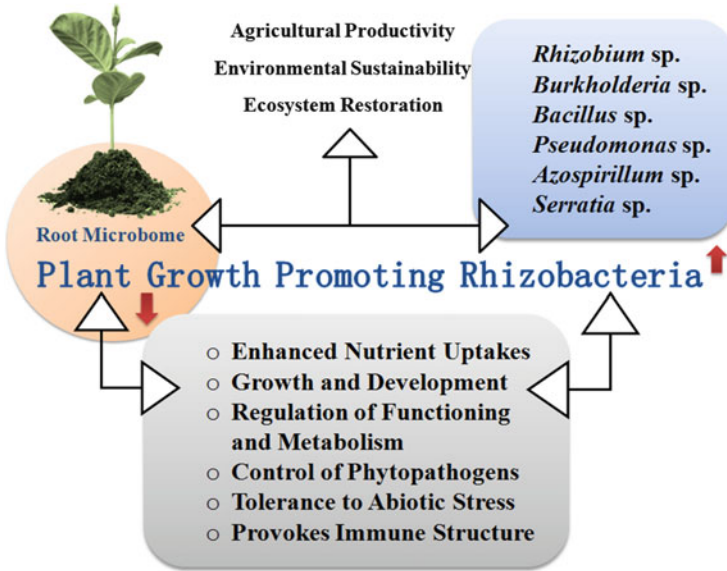 Agricultural Productivity
Environmental Sustainability
Ecosystem Restoration
Rhizobium sp.
Burkholderia sp.
Bacillus sp.
Pseudomonas sp.
Azospirillum sp.
Serratia sp.
Root Microbome
Plant Growth Promoting Rhizobacteria
○ Enhanced Nutrient Uptakes
○ Growth and Development
○ Regulation of Functioning
and Metabolism
○ Control of Phytopathogens
○ Tolerance to Abiotic Stress
○ Provokes Immune Structure